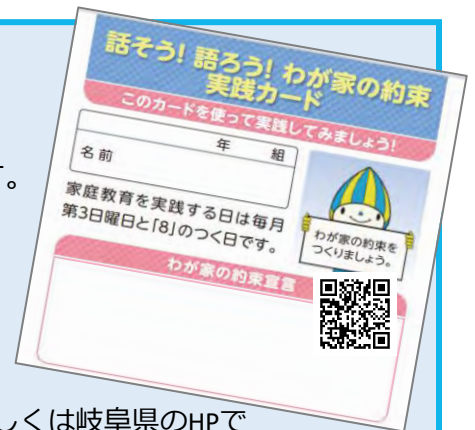 話そう! 語ろう! わが家の約束
実践カード
このカードを使って実践してみましょう!
年 組
名前
家庭教育を実践する日は毎月
第3日曜日と「8」のつく日です。
わが家の約束を
つくりましょう。
わが家の約束宣言
す。
しくは岐阜県のHPで